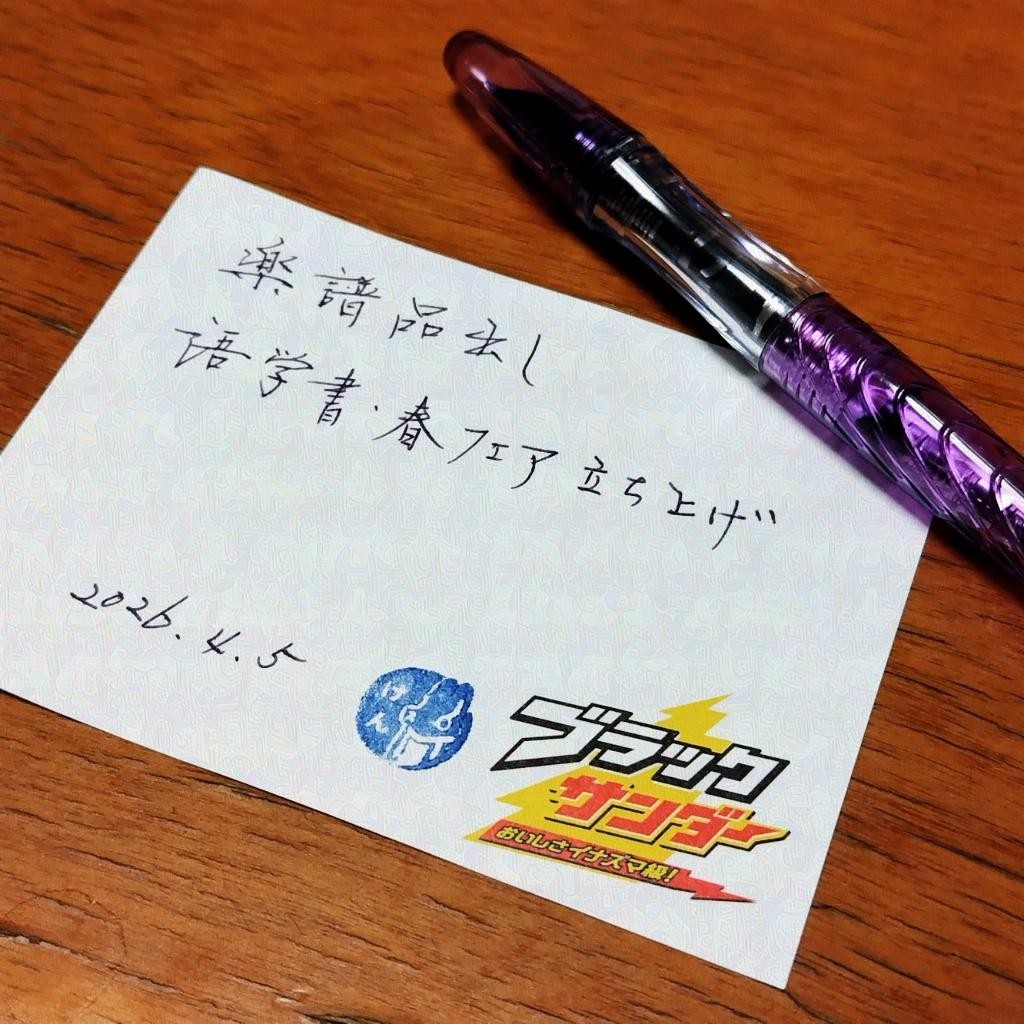 楽譜品出し
語学書・春フェア立ち上げ
2026.4.5
ブラック
サンダー
おいしさイナズマ級!